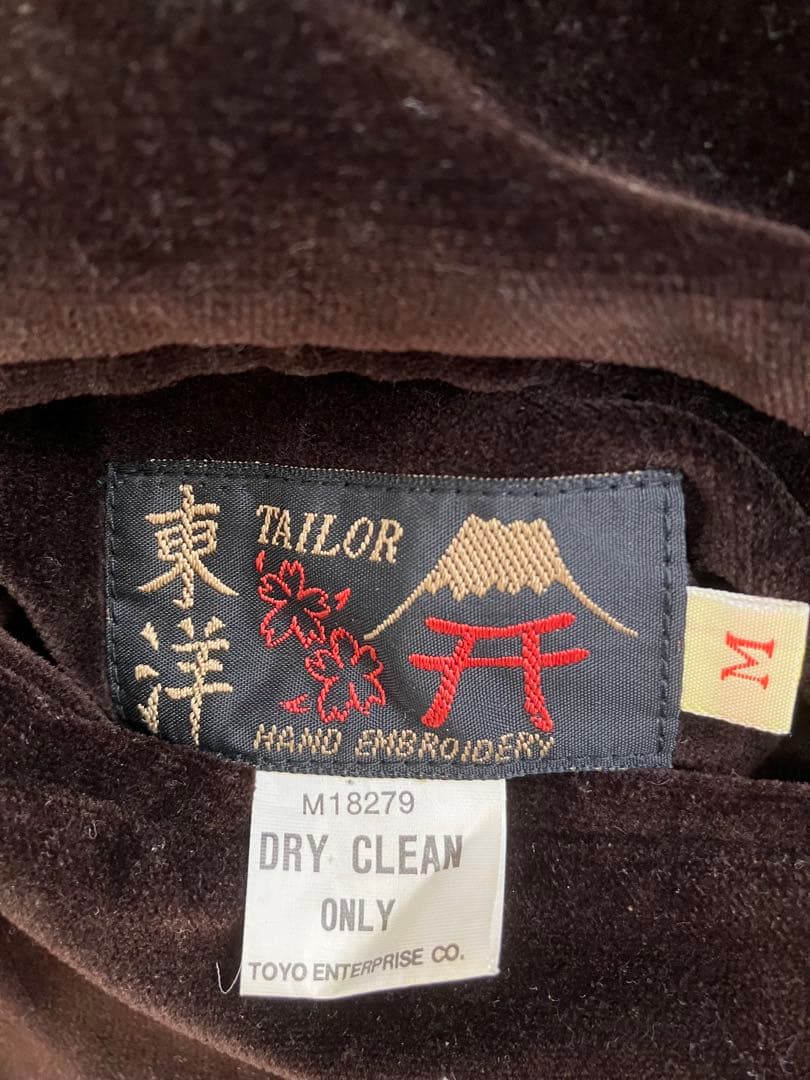 東洋
TAILOR
HAND EMBROIDERY
M
M18279
DRY CLEAN
ONLY
TOYO ENTERPRISE CO.